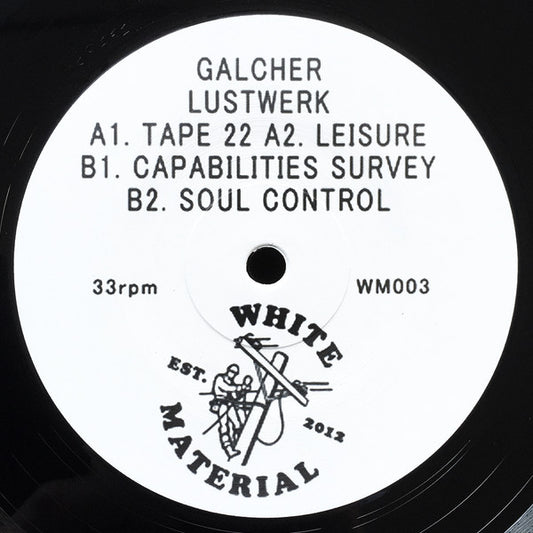 GALCHER
LUSTWERK
A1. TAPE 22 A2. LEISURE
B1. CAPABILITIES SURVEY
B2. SOUL CONTROL
33rpm
WM003
WHITE
EST.
2012
MATERIAL